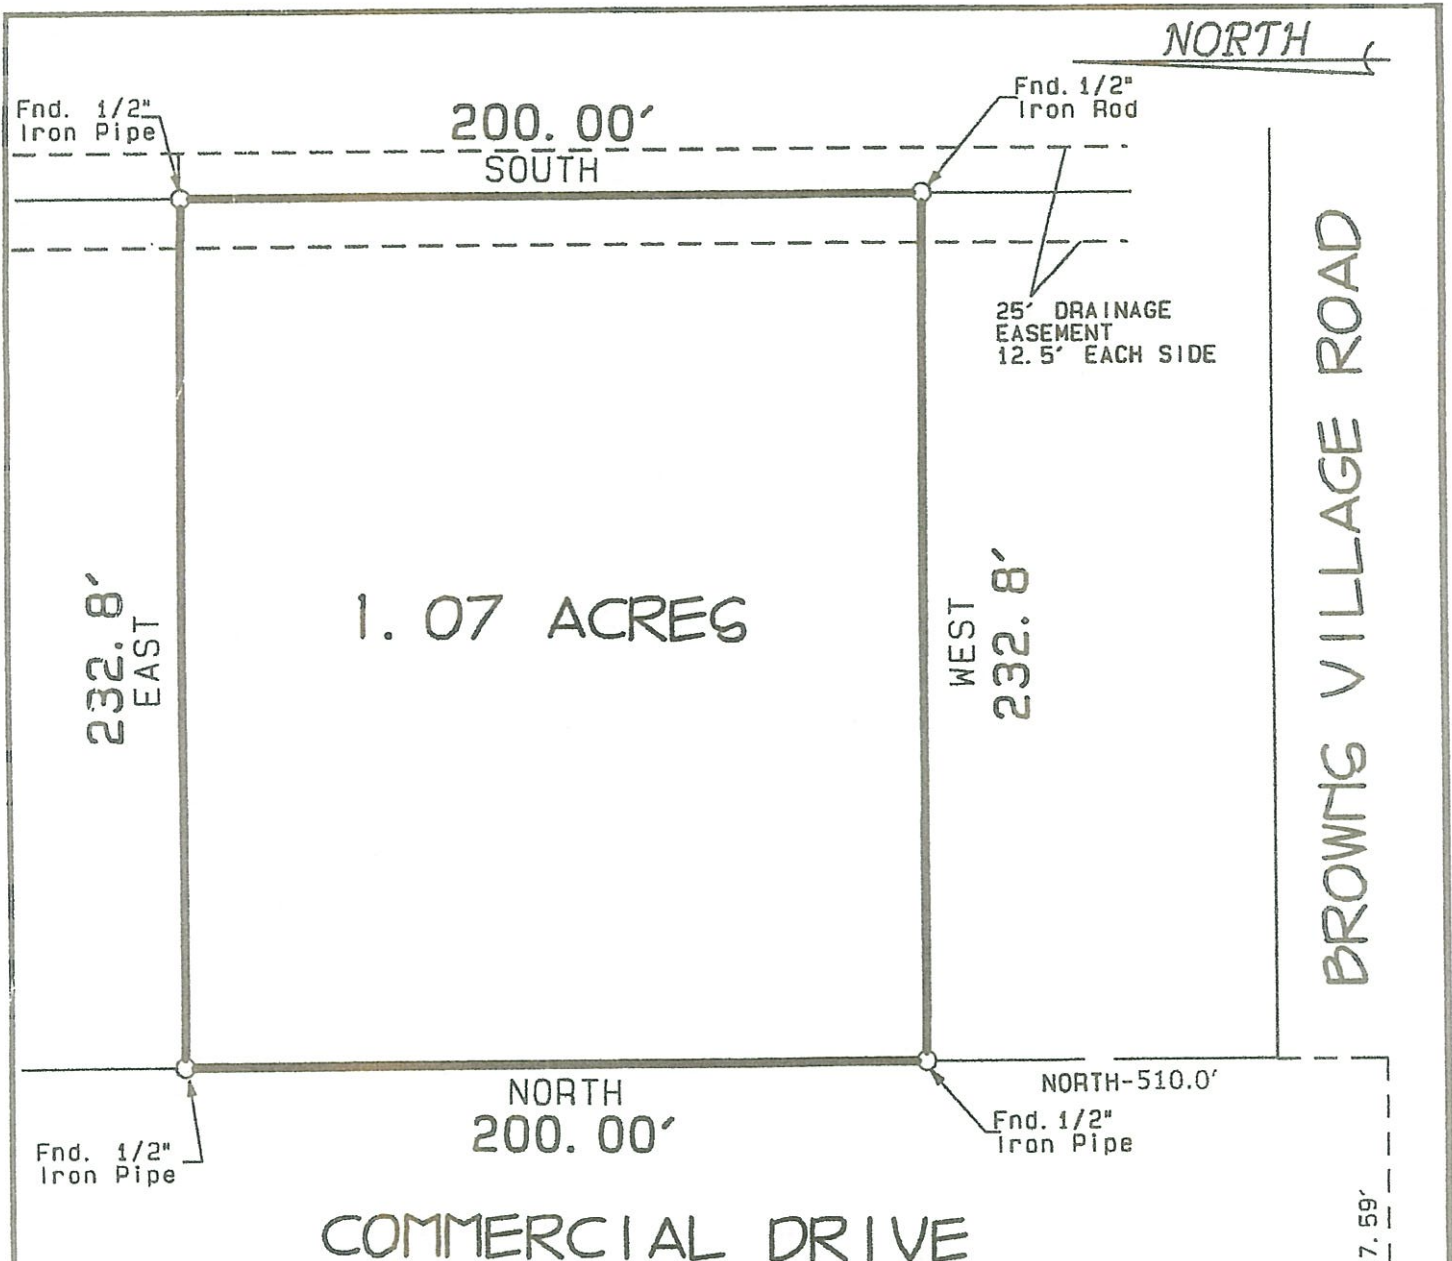 NORTH
Fnd. 1/2"
Iron Pipe
200.00'
SOUTH
Fnd. 1/2"
Iron Rod
25' DRAINAGE
EASEMENT
12.5' EACH SIDE
232.8'
EAST
1.07 ACRES
WEST
232.8'
BROWNS VILLAGE ROAD
NORTH
200.00'
NORTH-510.0'
Fnd. 1/2"
Iron Pipe
Fnd. 1/2"
Iron Pipe
COMMERCIAL DRIVE
7.59'